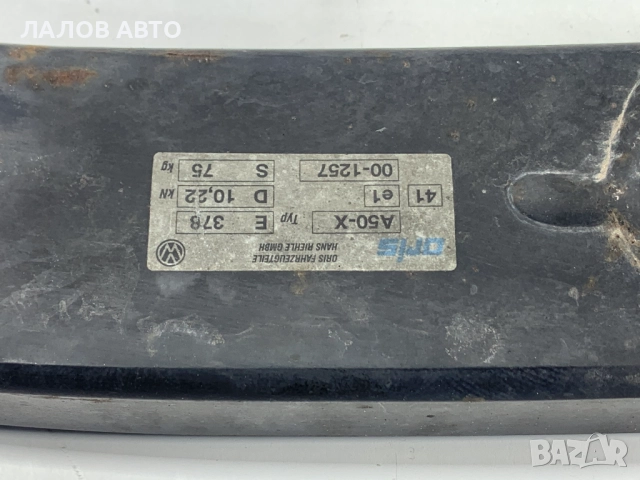 ЛАЛОВ АВТО
oris
ORIS FAHRZEUGTEILE
HANS RIEHLE GMBH
A50-X Typ E 376
41 e1 D 10,22 kN
00-1257 S 75 kg
BAZAR.bg